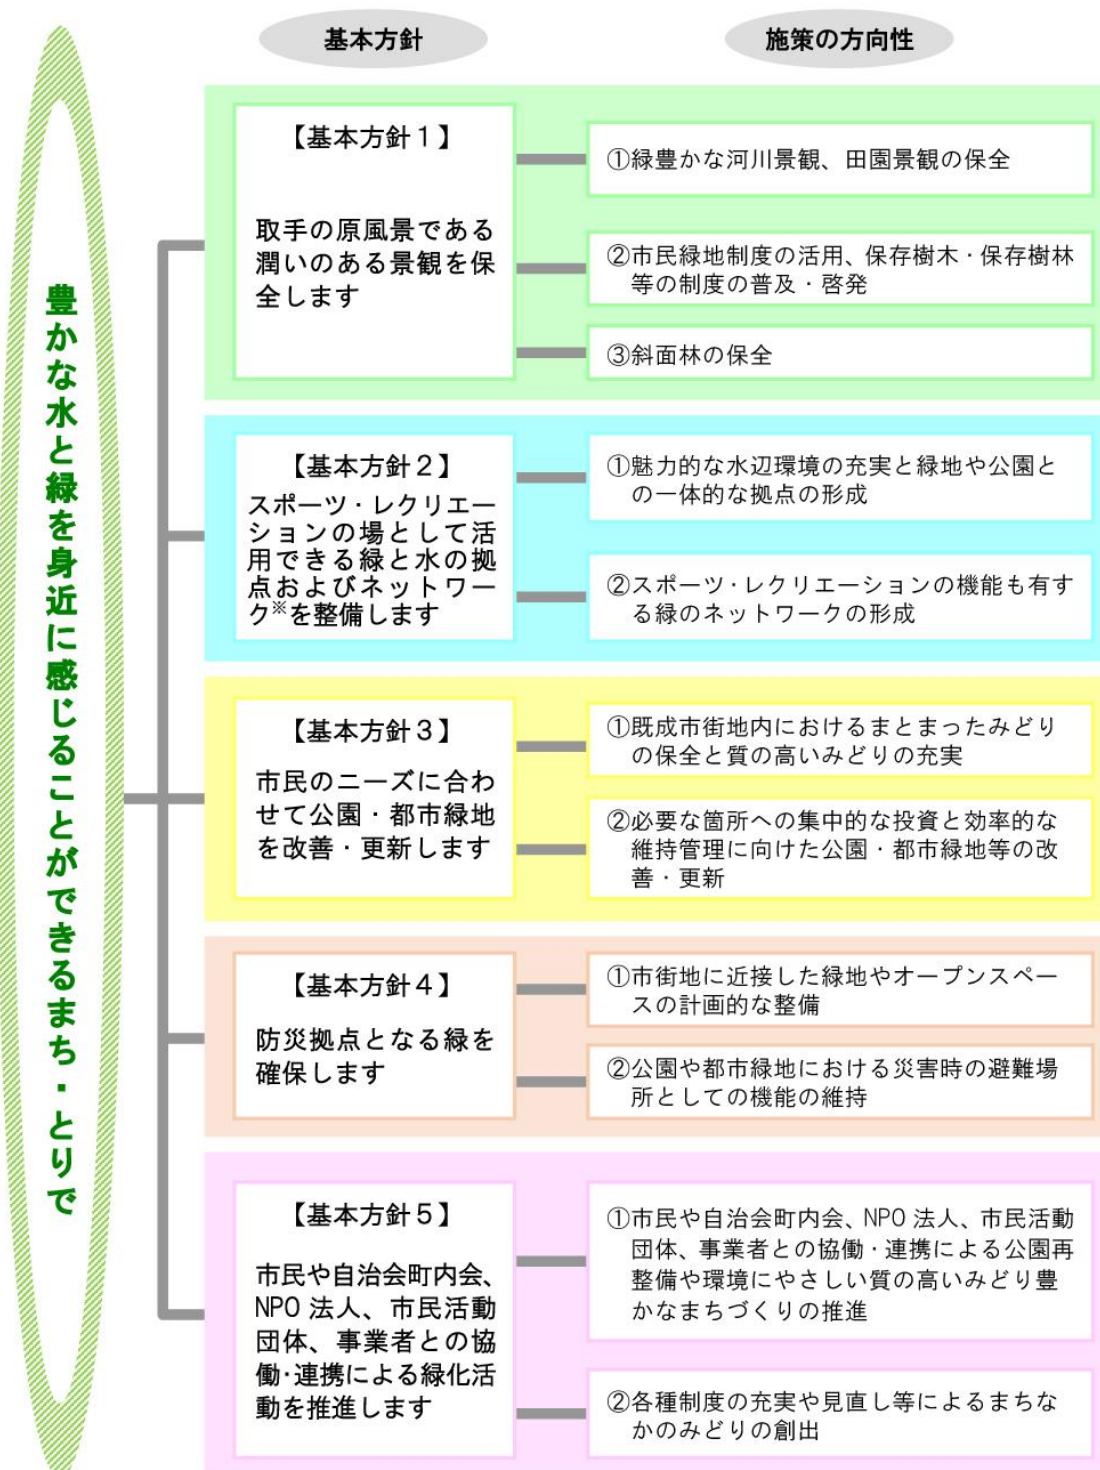 基本方針
施策の方向性
豊かな水と緑を身近に感じることができるまち・とりで
【基本方針１】
取手の原風景である
潤いのある景観を保
全します
①緑豊かな河川景観、田園景観の保全
②市民緑地制度の活用、保存樹木・保存樹林
等の制度の普及・啓発
③斜面林の保全
【基本方針２】
スポーツ・レクリエー
ションの場として活
用できる緑と水の拠
点およびネットワー
ク※を整備します
①魅力的な水辺環境の充実と緑地や公園と
の一体的な拠点の形成
②スポーツ・レクリエーションの機能も有す
る緑のネットワークの形成
【基本方針３】
市民のニーズに合わ
せて公園・都市緑地
を改善・更新します
①既成市街地内におけるまとまったみどり
の保全と質の高いみどりの充実
②必要な箇所への集中的な投資と効率的な
維持管理に向けた公園・都市緑地等の改
善・更新
【基本方針４】
防災拠点となる緑を
確保します
①市街地に近接した緑地やオープンスペー
スの計画的な整備
②公園や都市緑地における災害時の避難場
所としての機能の維持
【基本方針５】
市民や自治会町内会、
NPO 法人、市民活動
団体、事業者との協
働・連携による緑化活
動を推進します
①市民や自治会町内会、NPO 法人、市民活動
団体、事業者との協働・連携による公園再
整備や環境にやさしい質の高いみどり豊
かなまちづくりの推進
②各種制度の充実や見直し等によるまちな
かのみどりの創出